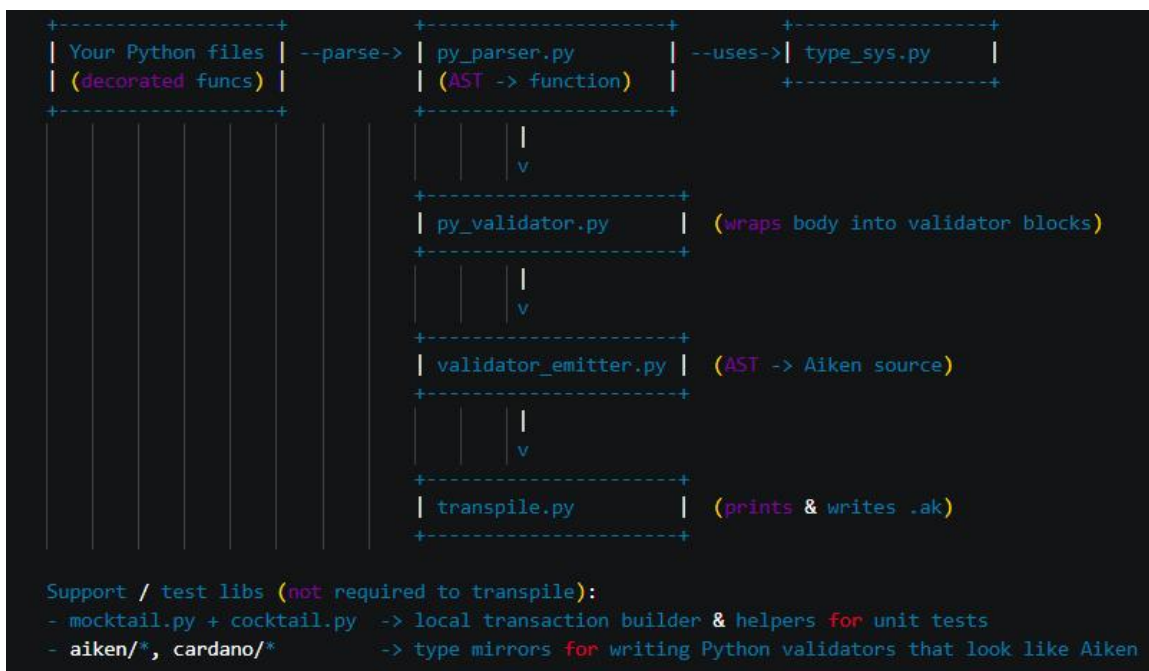 +-------------------+            +---------------------+         +-----------------+
| Your Python files | --parse-> | py_parser.py        | --uses->| type_sys.py     |
| (decorated funcs) |           | (AST -> function)   |         +-----------------+
+-------------------+            +---------------------+
|
v
+----------------------+
| py_validator.py      |  (wraps body into validator blocks)
+----------------------+
|
v
+----------------------+
| validator_emitter.py |  (AST -> Aiken source)
+----------------------+
|
v
+----------------------+
| transpile.py         |  (prints & writes .ak)
+----------------------+
Support / test libs (not required to transpile):
- mocktail.py + cocktail.py  -> local transaction builder & helpers for unit tests
- aiken/*, cardano/*         -> type mirrors for writing Python validators that look like Aiken